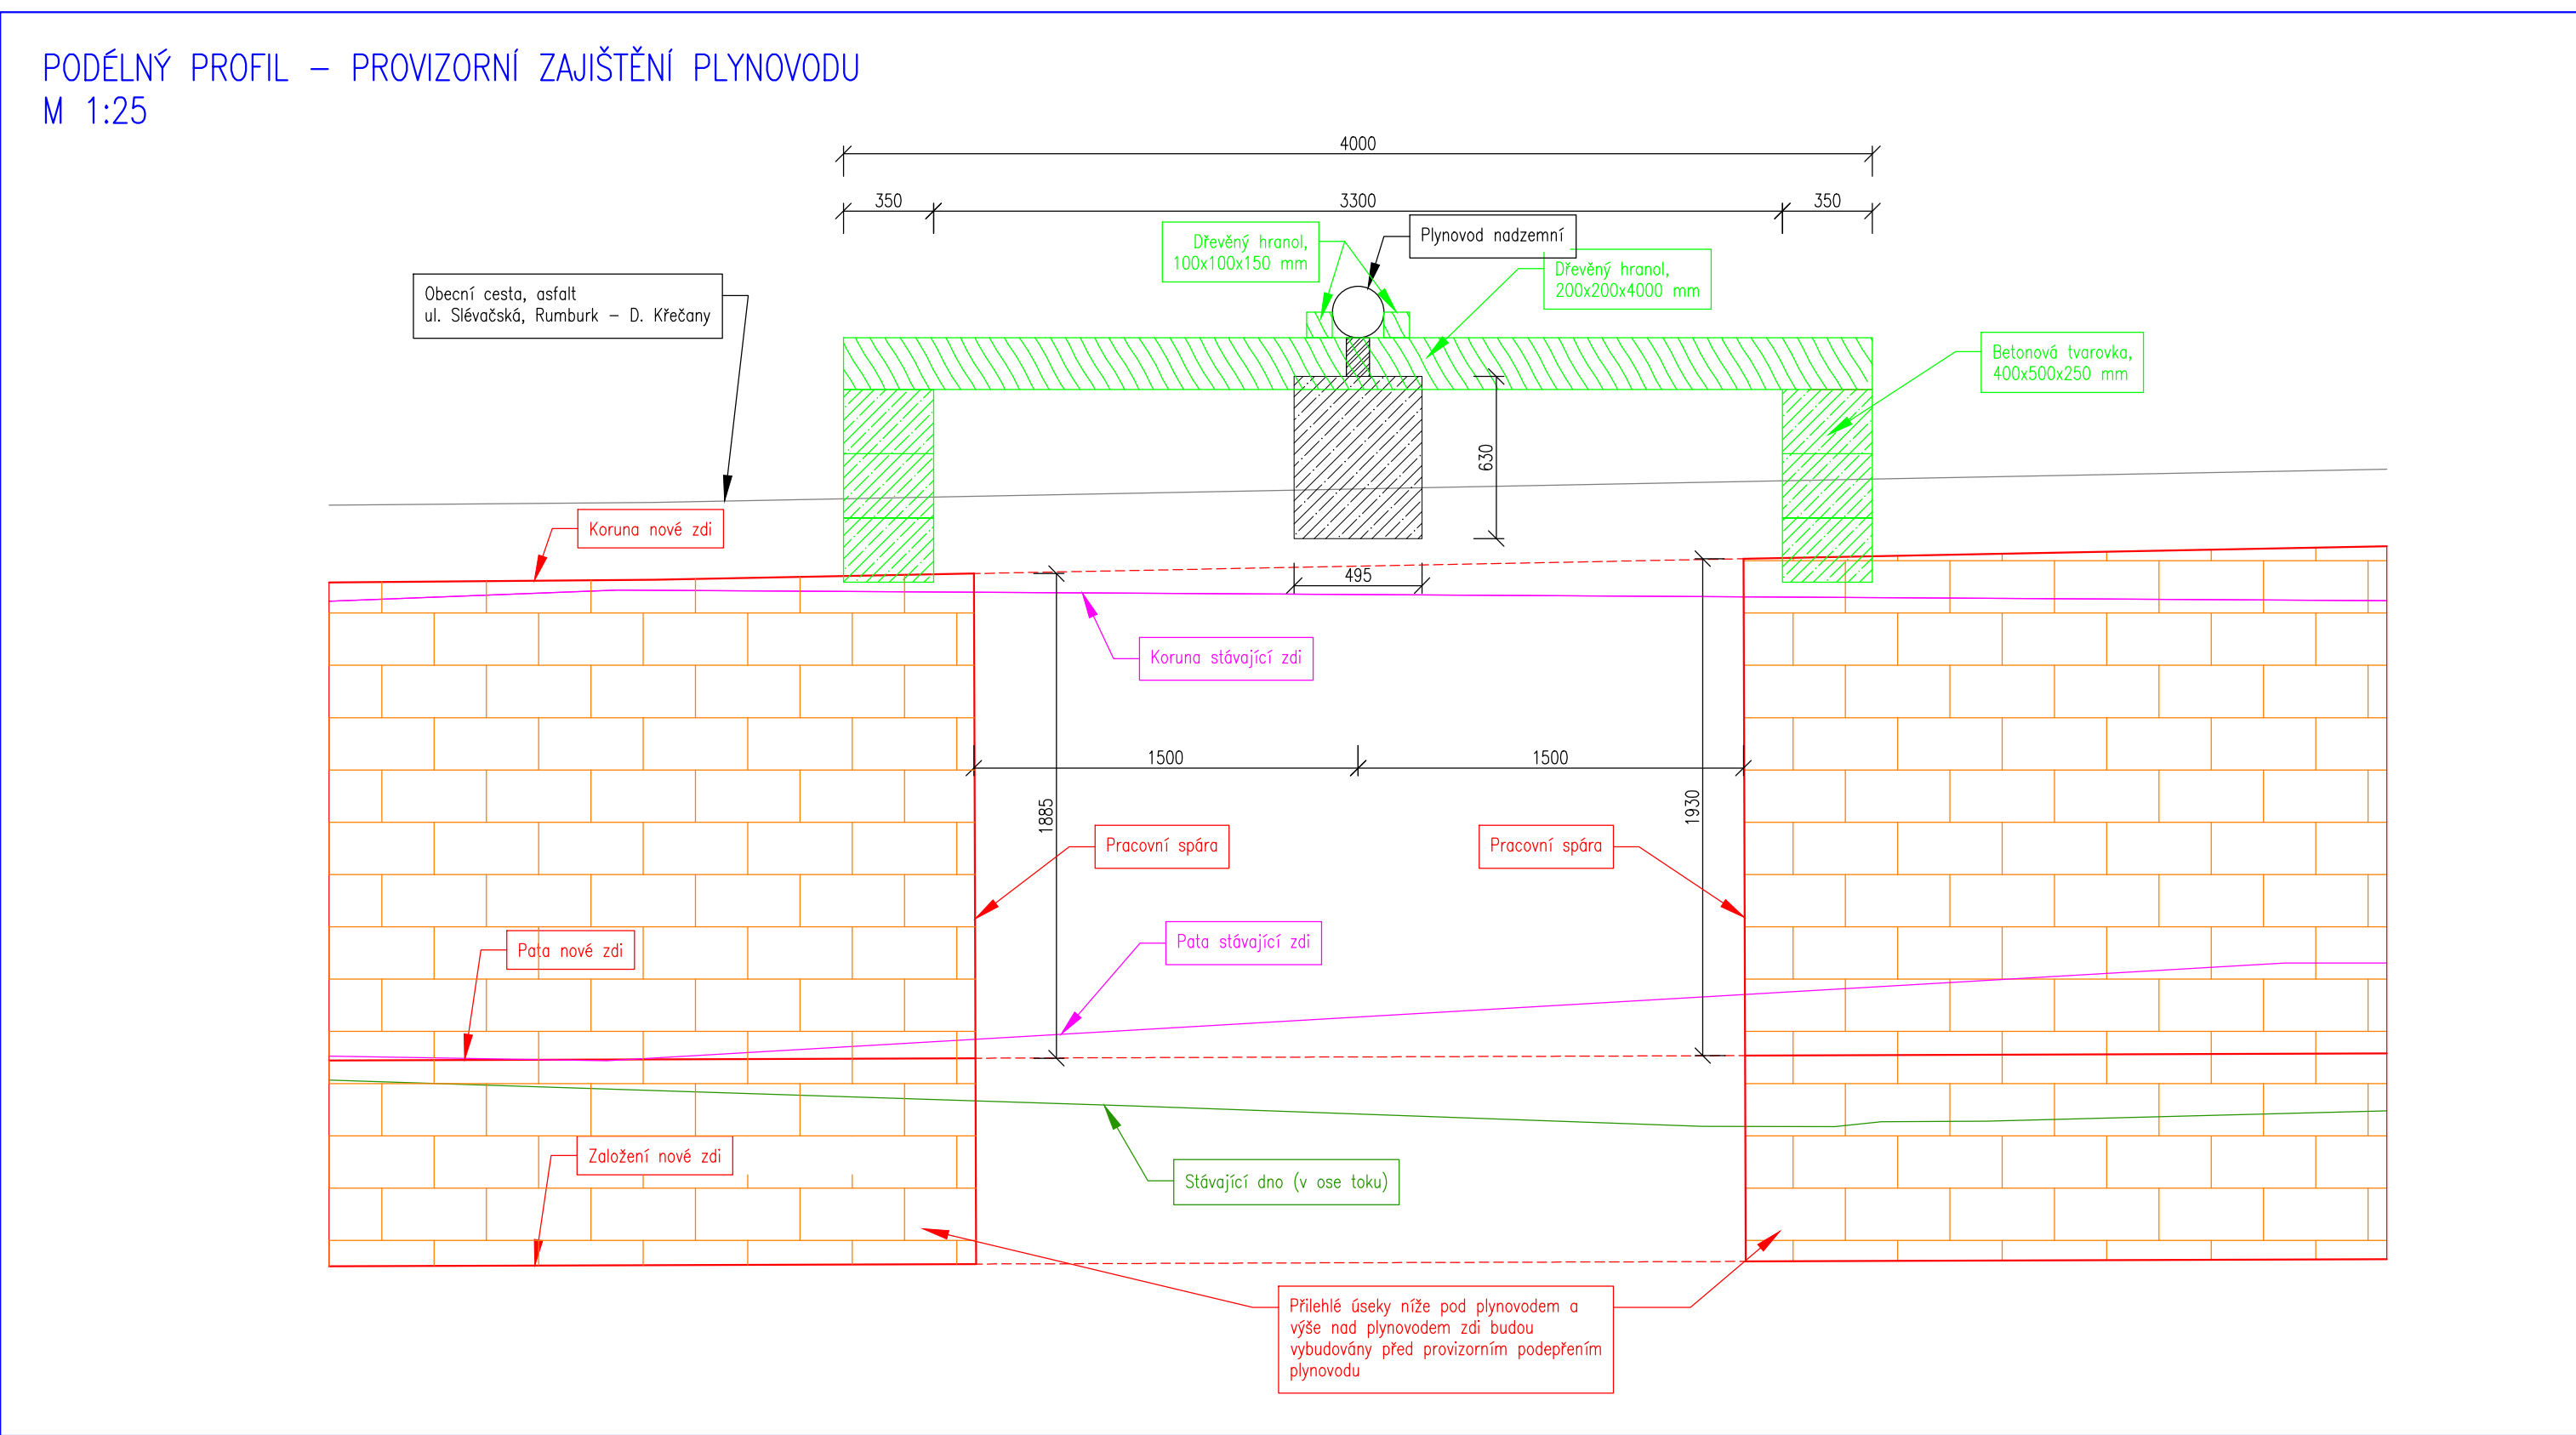 PODÉLNÝ PROFIL – PROVIZORNÍ ZAJIŠTĚNÍ PLYNOVODU
M 1:25
4000
350
3300
350
Dřevěný hranol,
100x100x150 mm
Plynovod nadzemní
Dřevěný hranol,
200x200x4000 mm
Obecní cesta, asfalt
ul. Slévačská, Rumburk – D. Křečany
Betonová tvarovka,
400x500x250 mm
630
Koruna nové zdi
495
Koruna stávající zdi
1500
1500
1885
1930
Pracovní spára
Pracovní spára
Pata nové zdi
Pata stávající zdi
Založení nové zdi
Stávající dno (v ose toku)
Přilehlé úseky níže pod plynovodem a
výše nad plynovodem zdi budou
vybudovány před provizorním podepřením
plynovodu